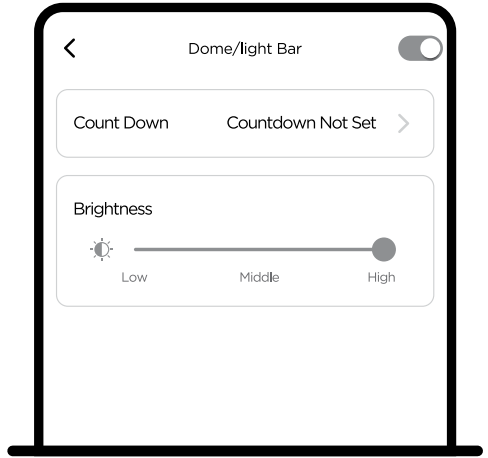 Dome/light Bar
Count Down Countdown Not Set
Brightness
Low Middle High